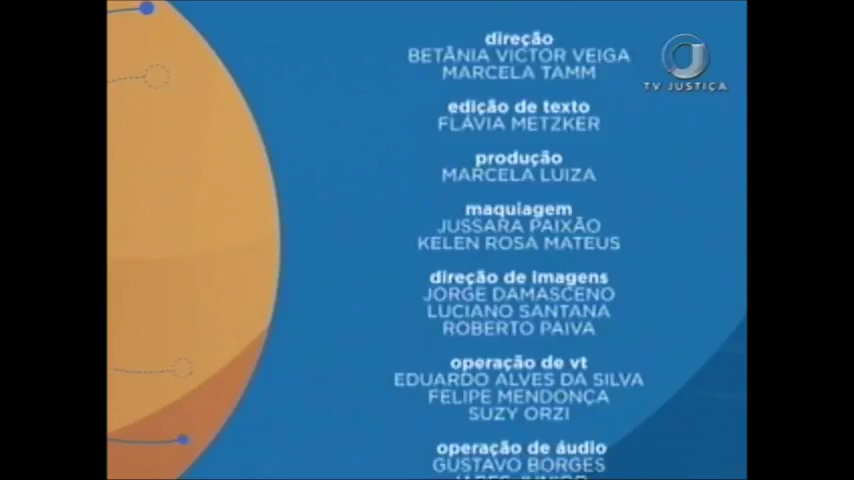 direção
BETÂNIA VICTOR VEIGA
MARCELA TAMM
TV JUSTIÇA
edição de texto
FLÁVIA METZKER
produção
MARCELA LUIZA
maquiagem
JUSSARA PAIXÃO
KELEN ROSA MATEUS
direção de imagens
JORGE DAMASCENO
LUCIANO SANTANA
ROBERTO PAIVA
operação de vt
EDUARDO ALVES DA SILVA
FELIPE MENDONÇA
SUZY ORZI
operação de áudio
GUSTAVO BORGES